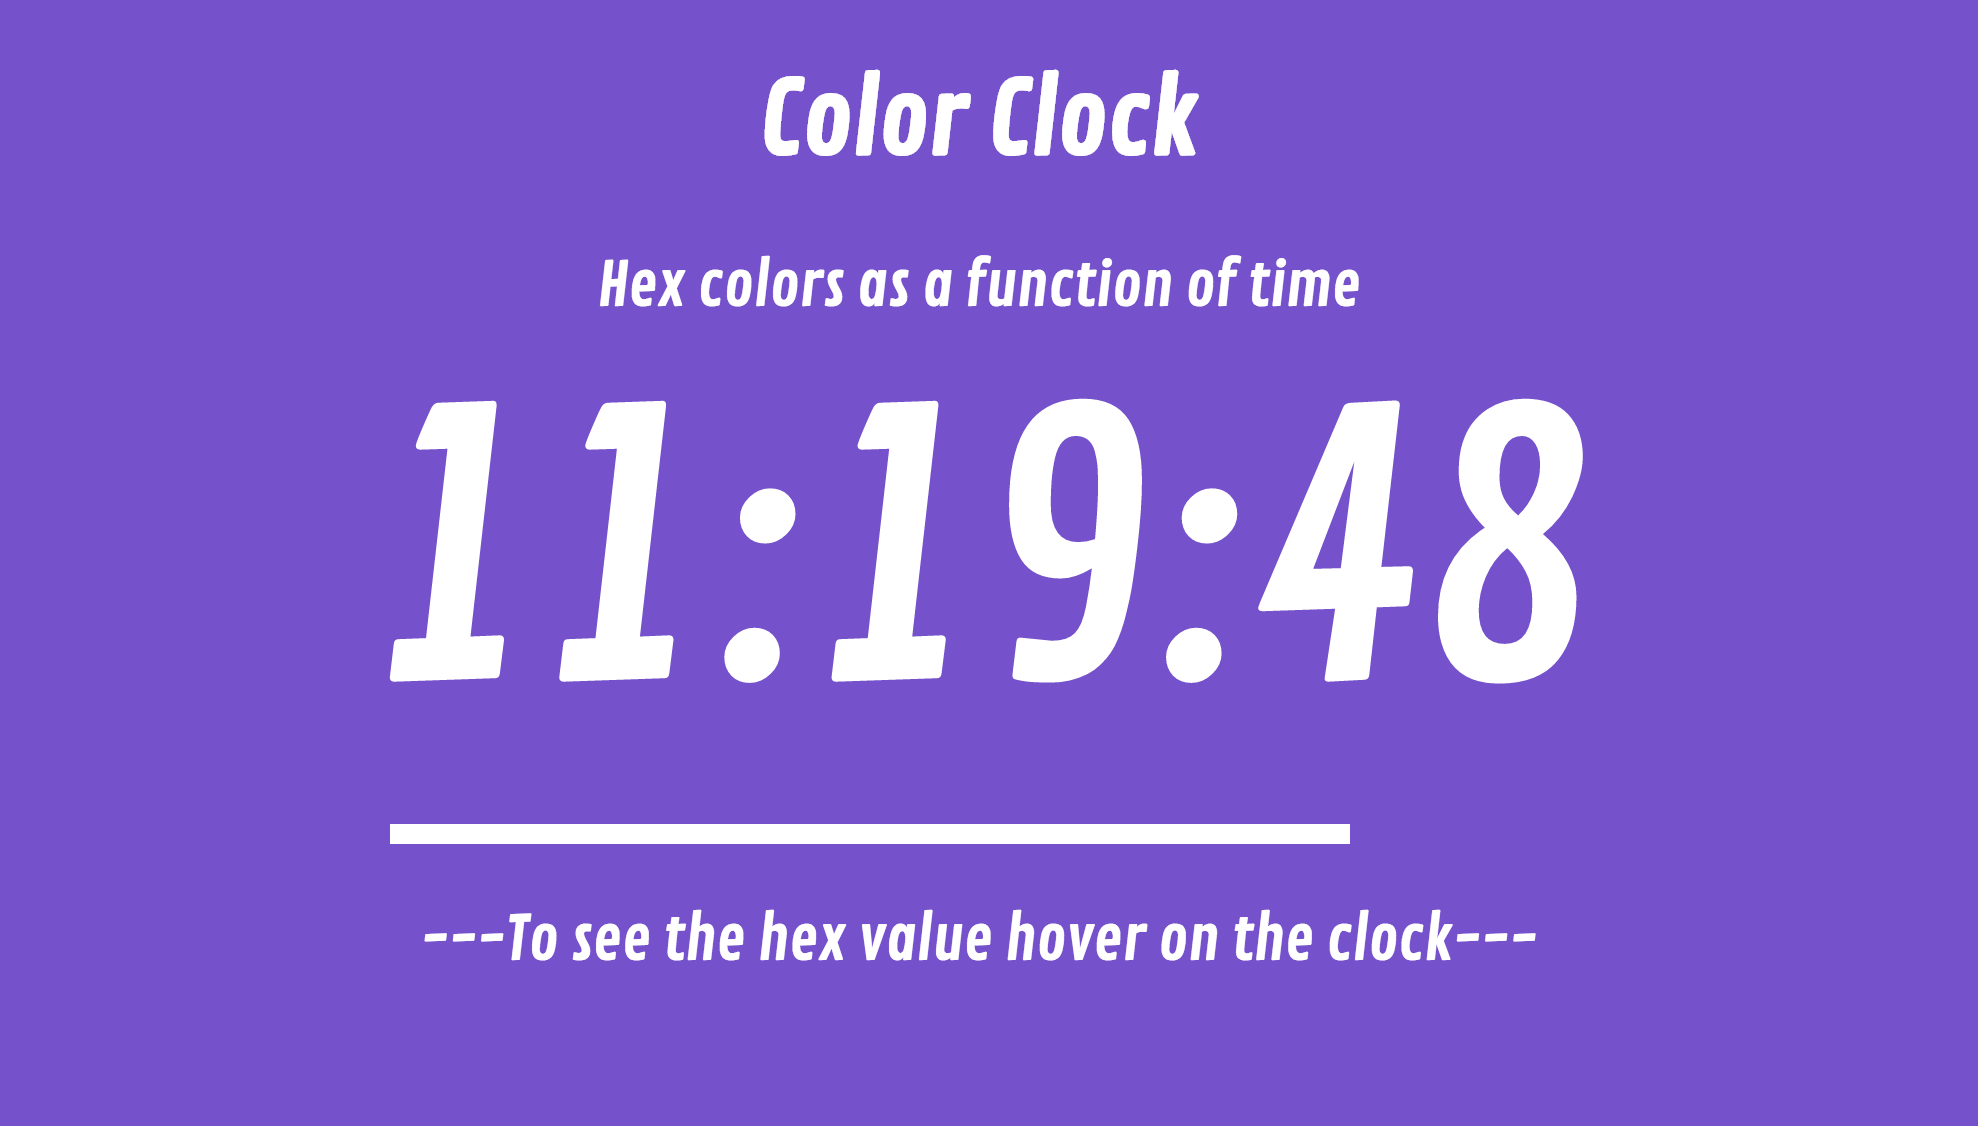 Color Clock
Hex colors as a function of time
11:19:48
---To see the hex value hover on the clock---